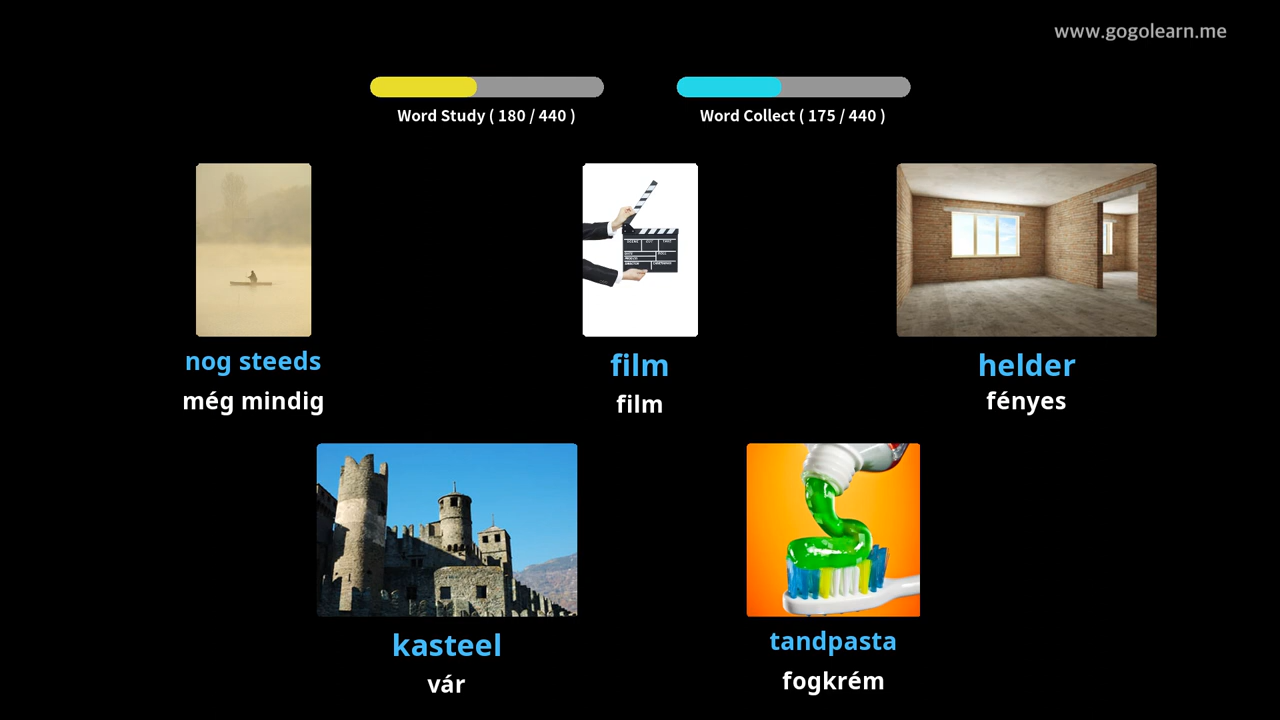 www.gogolearn.me
Word Study ( 180 / 440 )
Word Collect ( 175 / 440 )
nog steeds
még mindig
film
film
helder
fényes
kasteel
vár
tandpasta
fogkrém